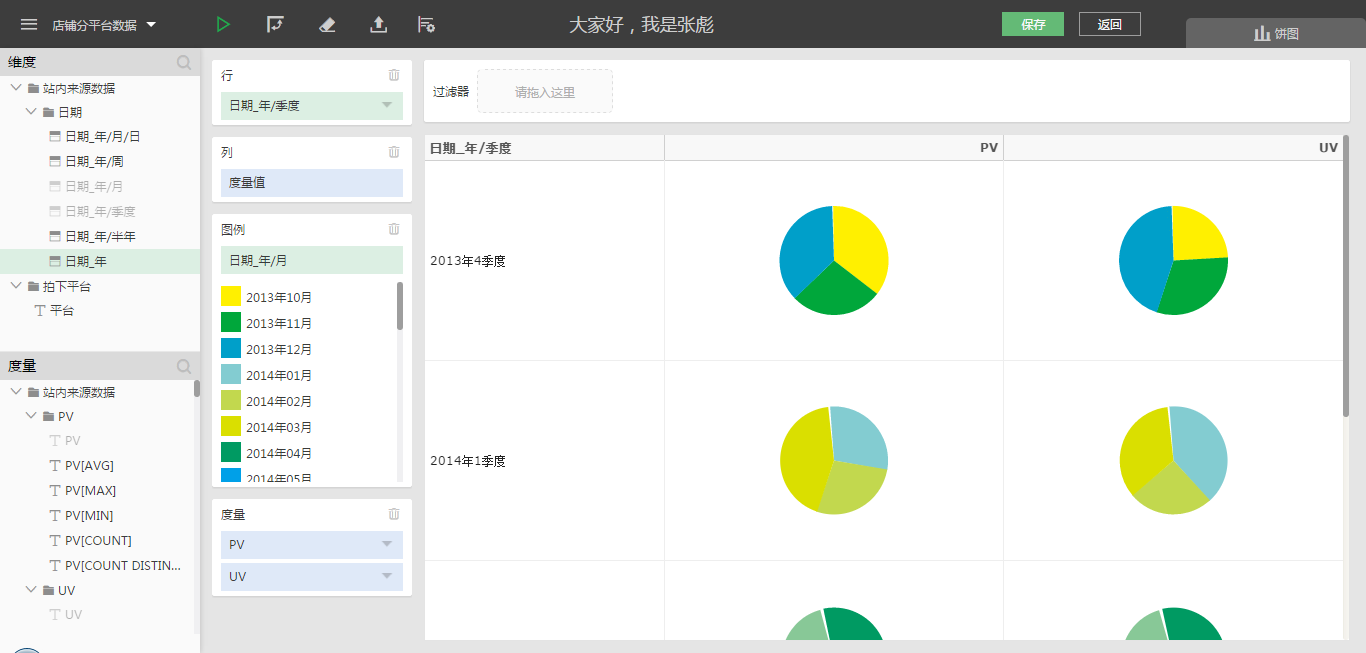 店铺分平台数据
大家好，我是张彪
保存
返回
饼图
维度
站内来源数据
日期
日期_年/月/日
日期_年/周
日期_年/月
日期_年/季度
日期_年/半年
日期_年
拍下平台
平台
度量
站内来源数据
PV
PV
PV[AVG]
PV[MAX]
PV[MIN]
PV[COUNT]
PV[COUNT DISTIN...
UV
UV
行
日期_年/季度
列
度量值
图例
日期_年/月
2013年10月
2013年11月
2013年12月
2014年01月
2014年02月
2014年03月
2014年04月
2014年05月
度量
PV
UV
过滤器
请拖入这里
日期_年/季度 PV UV
2013年4季度
2014年1季度